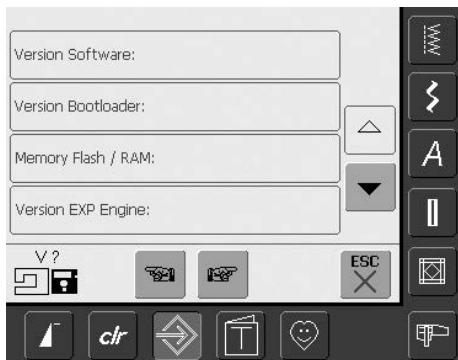 Version Software:
Version Bootloader:
Memory Flash / RAM:
A
Version EXP Engine:
V ?
ESC
clr
T